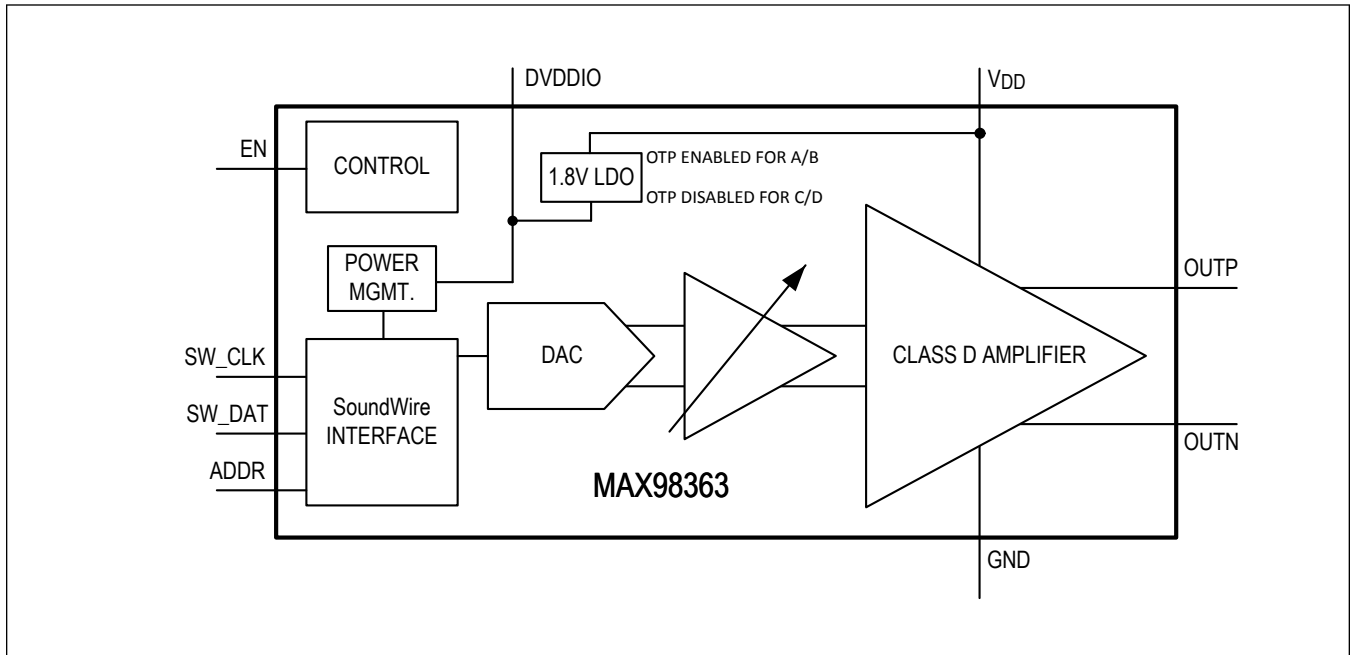 DVDDIO
VDD
EN
CONTROL
1.8V LDO
OTP ENABLED FOR A/B
OTP DISABLED FOR C/D
POWER
MGMT.
OUTP
SW_CLK
SW_DAT
ADDR
SoundWire
INTERFACE
DAC
CLASS D AMPLIFIER
OUTN
MAX98363
GND